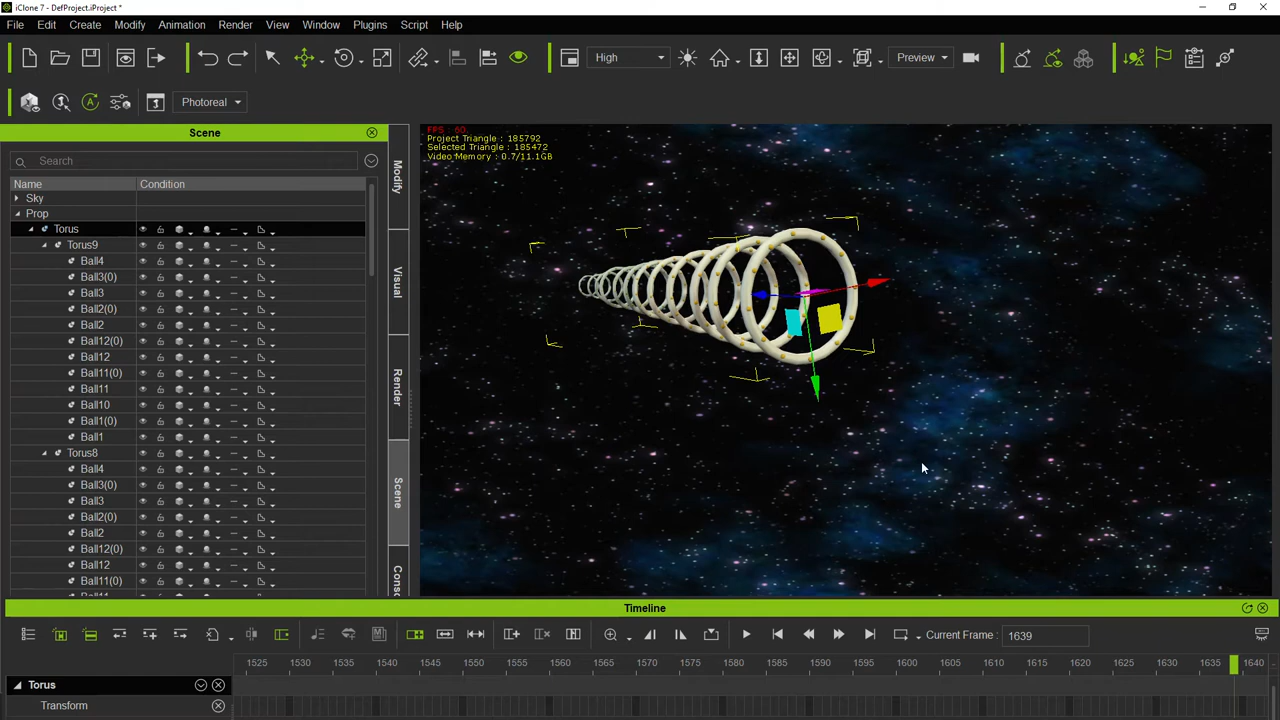 iClone 7 - DefProject.iProject *
File Edit Create Modify Animation Render View Window Plugins Script Help
High
Preview
Photoreal
Scene
Search
Name Condition
Sky
Prop
Torus
Torus9
Ball4
Ball3(0)
Ball3
Ball2(0)
Ball2
Ball12(0)
Ball12
Ball11(0)
Ball11
Ball10
Ball1(0)
Ball1
Torus8
Ball4
Ball3(0)
Ball3
Ball2(0)
Ball2
Ball12(0)
Ball12
Ball11(0)
Ball11
Modify
Visual
Render
Scene
FPS : 60
Project Triangle : 185792
Selected Triangle : 185472
Video Memory : 0.7/11.1GB
Timeline
Current Frame : 1639
1525 1530 1535 1540 1545 1550 1555 1560 1565 1570 1575 1580 1585 1590 1595 1600 1605 1610 1615 1620 1625 1630 1635 1640
Torus
Transform